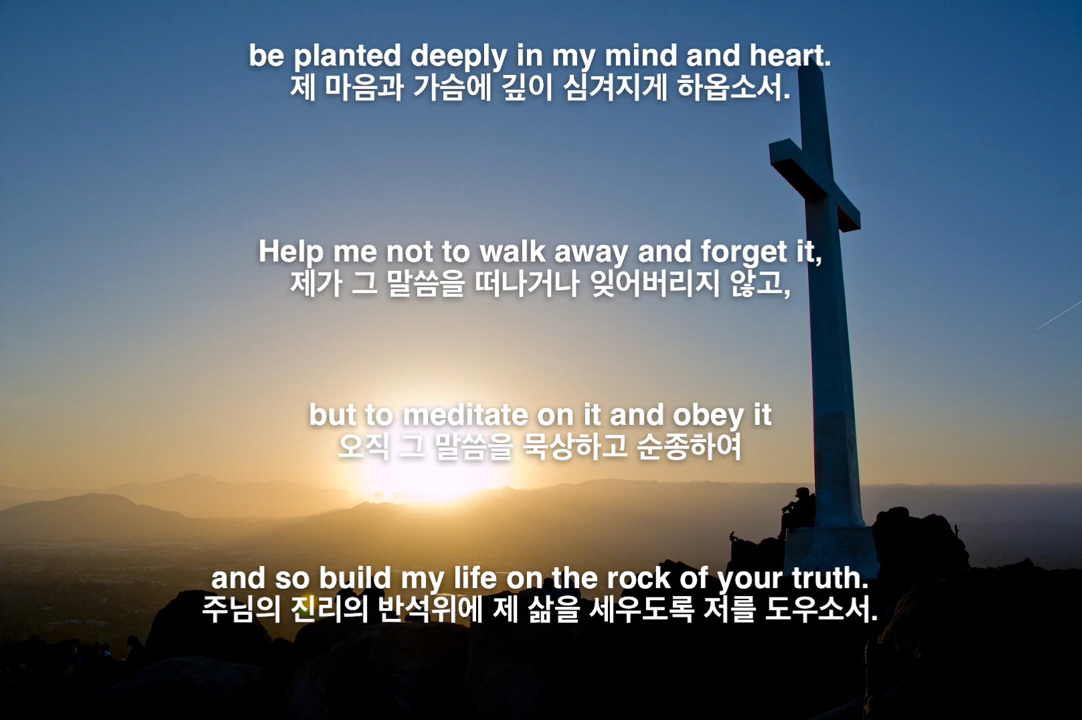 be planted deeply in my mind and heart.
제 마음과 가슴에 깊이 심겨지게 하옵소서.
Help me not to walk away and forget it,
제가 그 말씀을 떠나거나 잊어버리지 않고,
but to meditate on it and obey it
오직 그 말씀을 묵상하고 순종하여
and so build my life on the rock of your truth.
주님의 진리의 반석위에 제 삶을 세우도록 저를 도우소서.